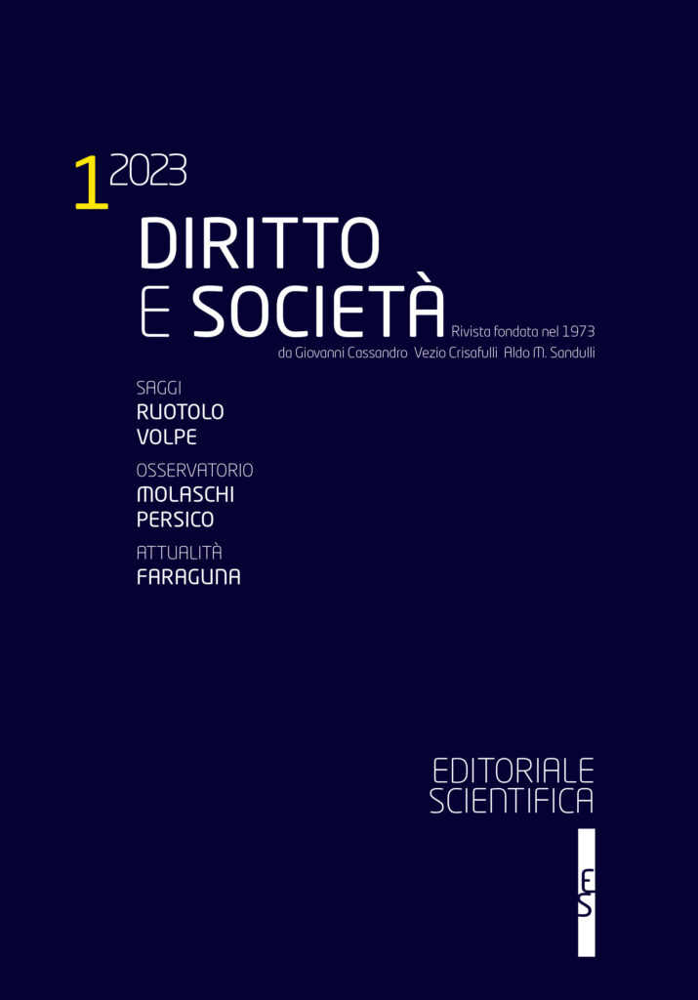 1 2023
DIRITTO
E SOCIETÀ
Rivista fondata nel 1973
da Giovanni Cassandro Vezio Crisafulli Aldo M. Sandulli
SAGGI
RUOTOLO
VOLPE
OSSERVATORIO
MOLASCHI
PERSICO
ATTUALITÀ
FARAGUNA
EDITORIALE
SCIENTIFICA
ES